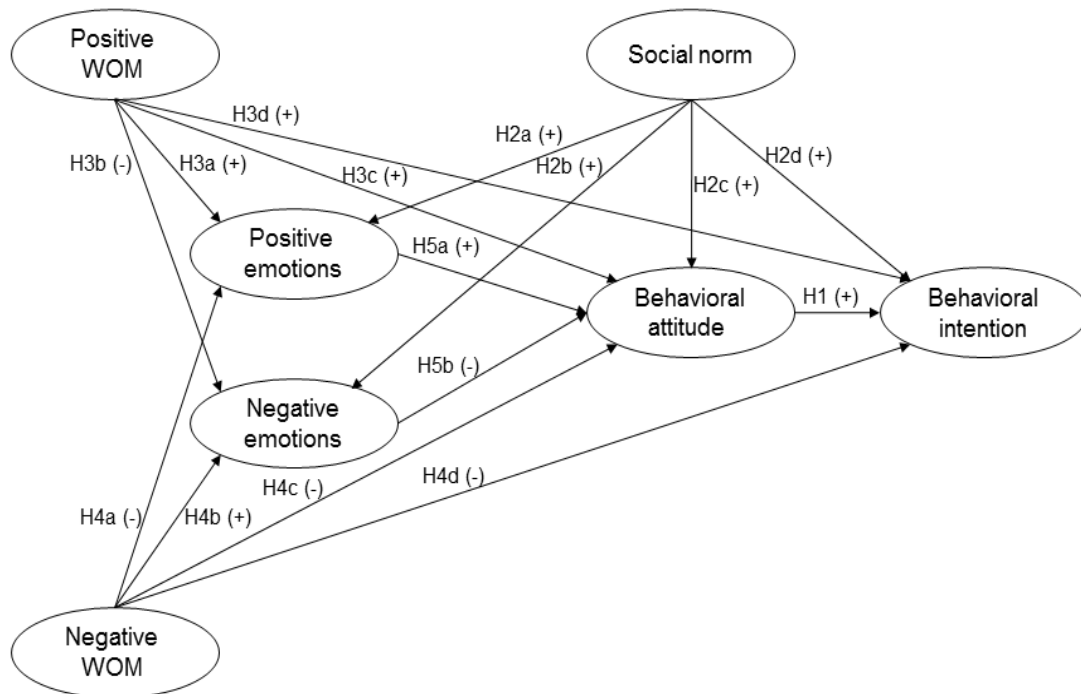 Positive
WOM
Social norm
H3d (+)
H2a (+)
H3b (-)
H3a (+)
H2b (+)
H2d (+)
H3c (+)
H2c (+)
Positive
emotions
H5a (+)
Behavioral
attitude
H1 (+)
Behavioral
intention
H5b (-)
Negative
emotions
H4c (-)
H4d (-)
H4a (-)
H4b (+)
Negative
WOM